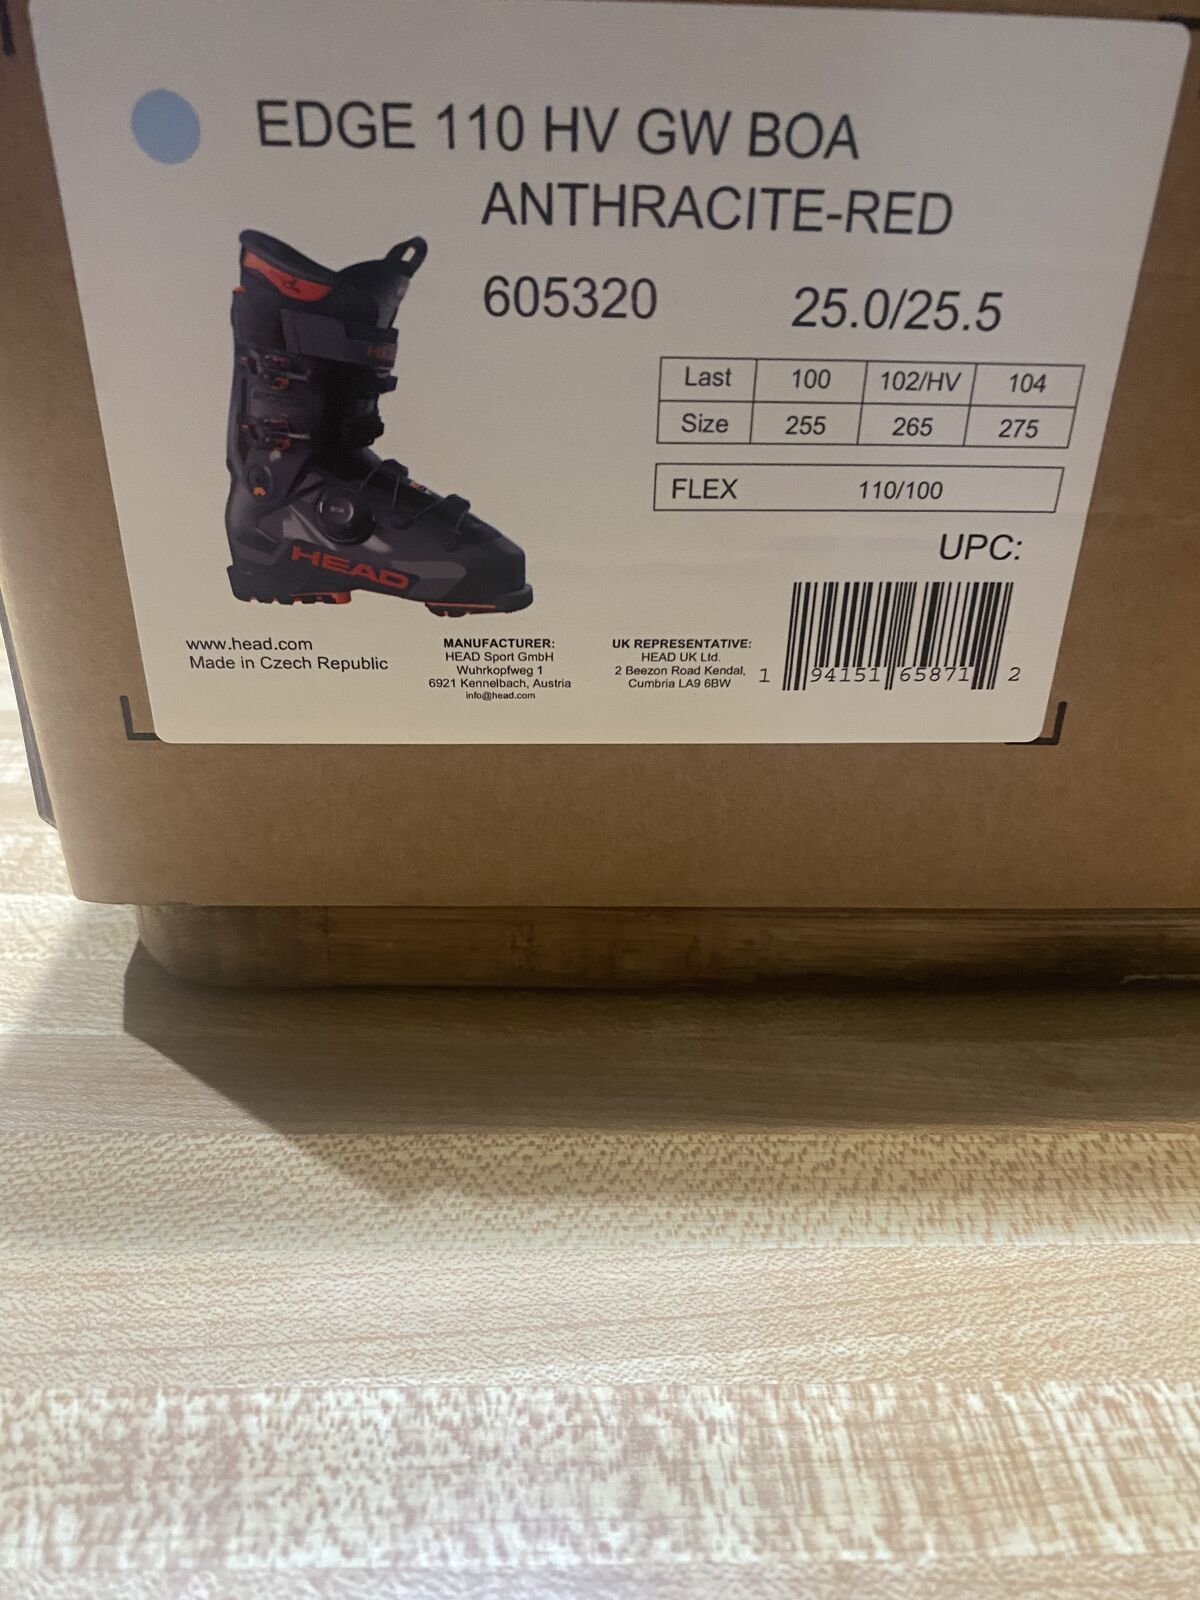 EDGE 110 HV GW BOA
ANTHRACITE-RED
605320 25.0/25.5
Last 100 102/HV 104
Size 255 265 275
FLEX 110/100
UPC:
HEAD
BOA
HEAD
www.head.com
Made in Czech Republic
MANUFACTURER:
HEAD Sport GmbH
Wuhrkopfweg 1
6921 Kennelbach, Austria
info@head.com
UK REPRESENTATIVE:
HEAD UK Ltd.
2 Beezon Road Kendal,
Cumbria LA9 6BW
1 94151 65871 2